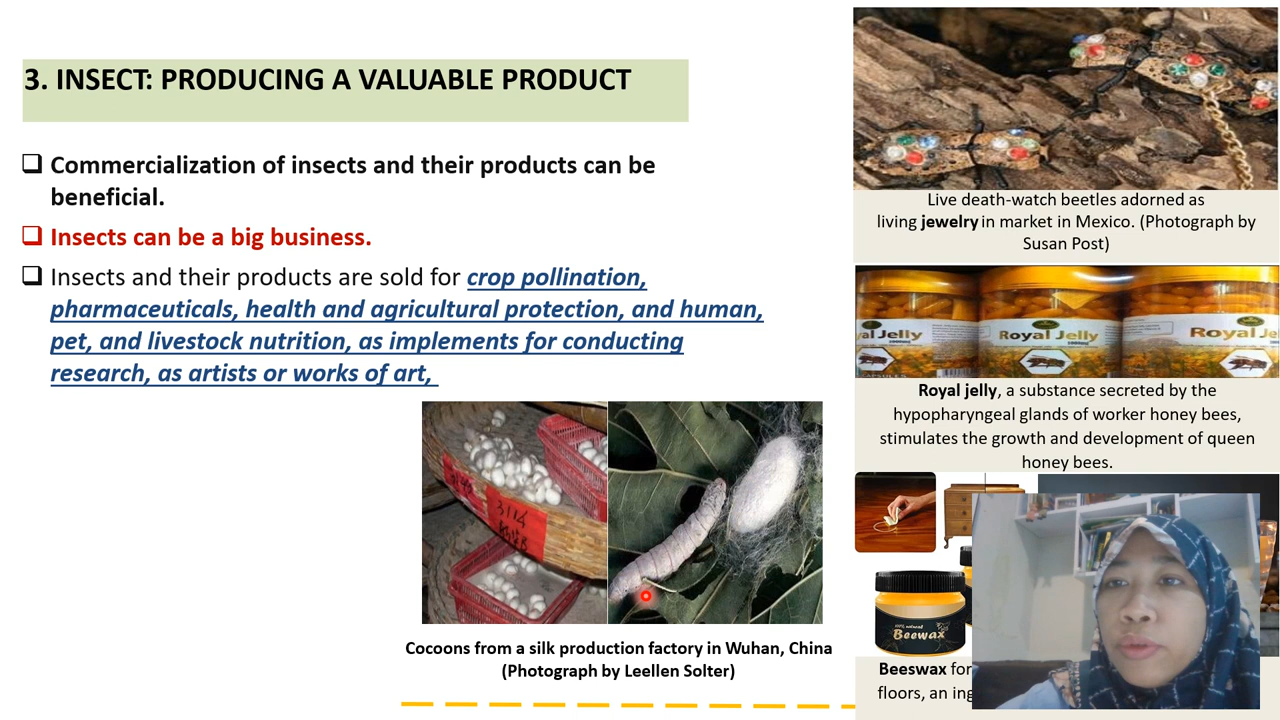 3. INSECT: PRODUCING A VALUABLE PRODUCT
Commercialization of insects and their products can be
beneficial.
Insects can be a big business.
Insects and their products are sold for crop pollination,
pharmaceuticals, health and agricultural protection, and human,
pet, and livestock nutrition, as implements for conducting
research, as artists or works of art,
Cocoons from a silk production factory in Wuhan, China
(Photograph by Leellen Solter)
Live death-watch beetles adorned as
living jewelry in market in Mexico. (Photograph by
Susan Post)
Royal Jelly
1000mg
Royal Jelly
Royal jelly, a substance secreted by the
hypopharyngeal glands of worker honey bees,
stimulates the growth and development of queen
honey bees.
Beewax
Beeswax for
floors, an ing